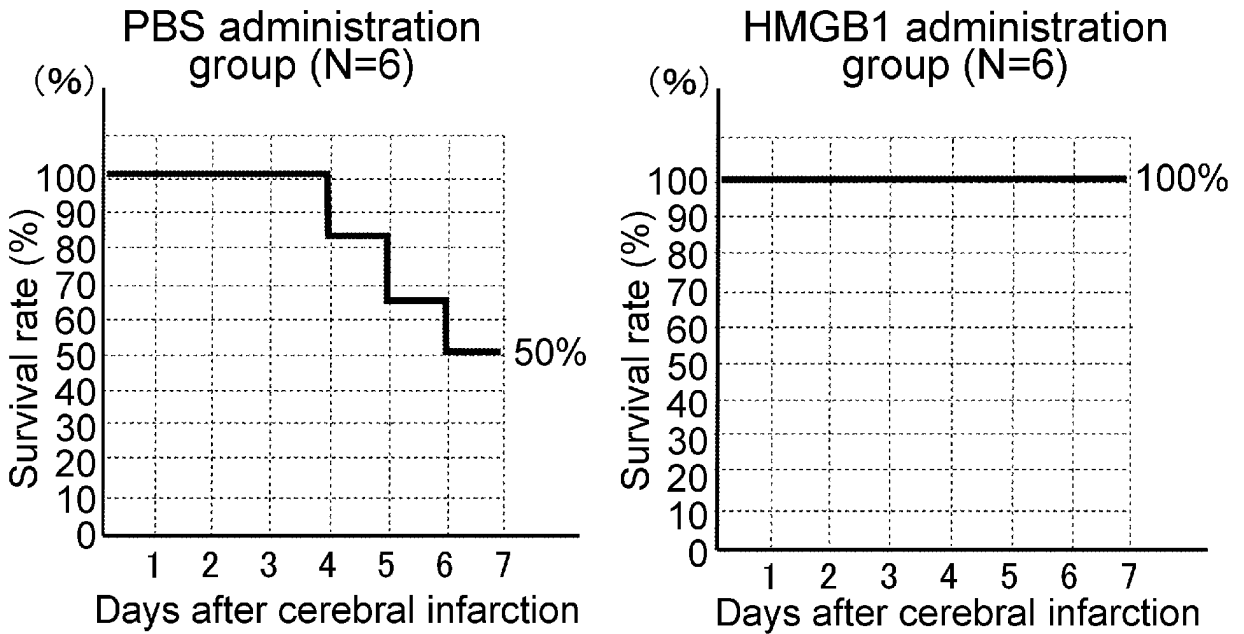 PBS administration
group (N=6)
(%)
Survival rate (%)
100
90
80
70
60
50
40
30
20
10
0
50%
1 2 3 4 5 6 7
Days after cerebral infarction
HMGB1 administration
group (N=6)
(%)
Survival rate (%)
100
90
80
70
60
50
40
30
20
10
0
100%
1 2 3 4 5 6 7
Days after cerebral infarction